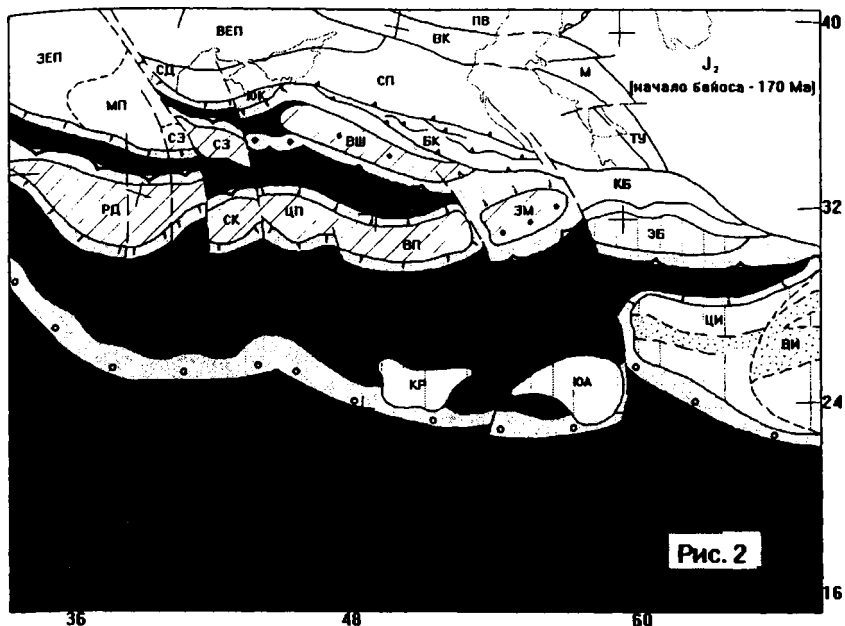 ПВ
40
ВЕП
ВК
ЗЕП
СД
СП
М
J₂
(начало байоса - 170 Ма)
МП
ЮК
СЗ
СЗ
ВШ
БК
ТУ
КБ
РД
СК
ЦП
ВП
ЭМ
ЭБ
32
ЦИ
ВИ
КР
ЮА
24
Рис. 2
16
36
48
60